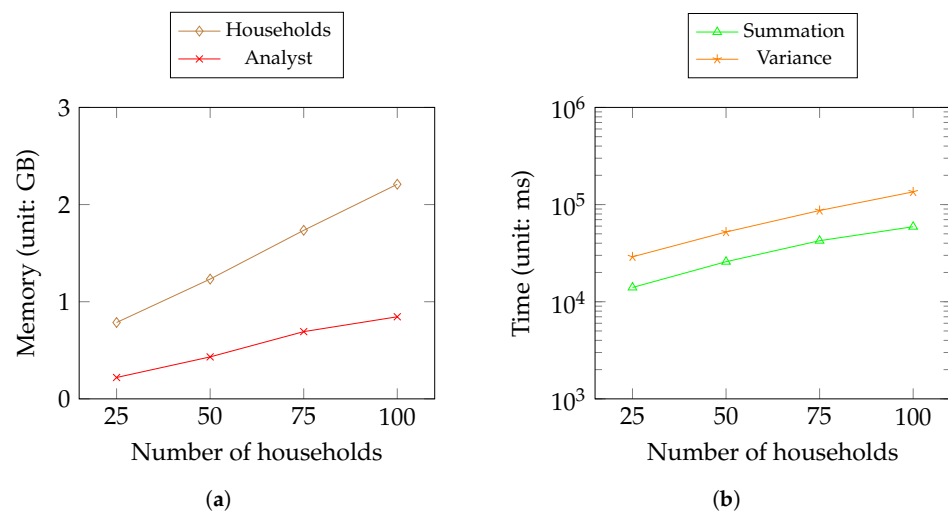 Households
Analyst
3
2
1
0
Memory (unit: GB)
25 50 75 100
Number of households
(a)
Summation
Variance
10^6
10^5
10^4
10^3
Time (unit: ms)
25 50 75 100
Number of households
(b)